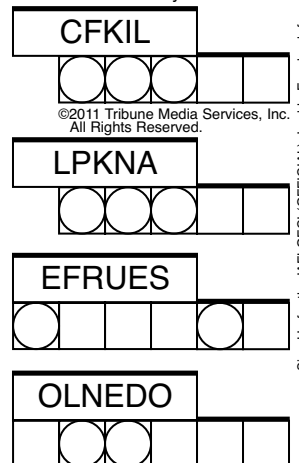 CFKIL
©2011 Tribune Media Services, Inc.
All Rights Reserved.
LPKNA
EFRUES
OLNEDO